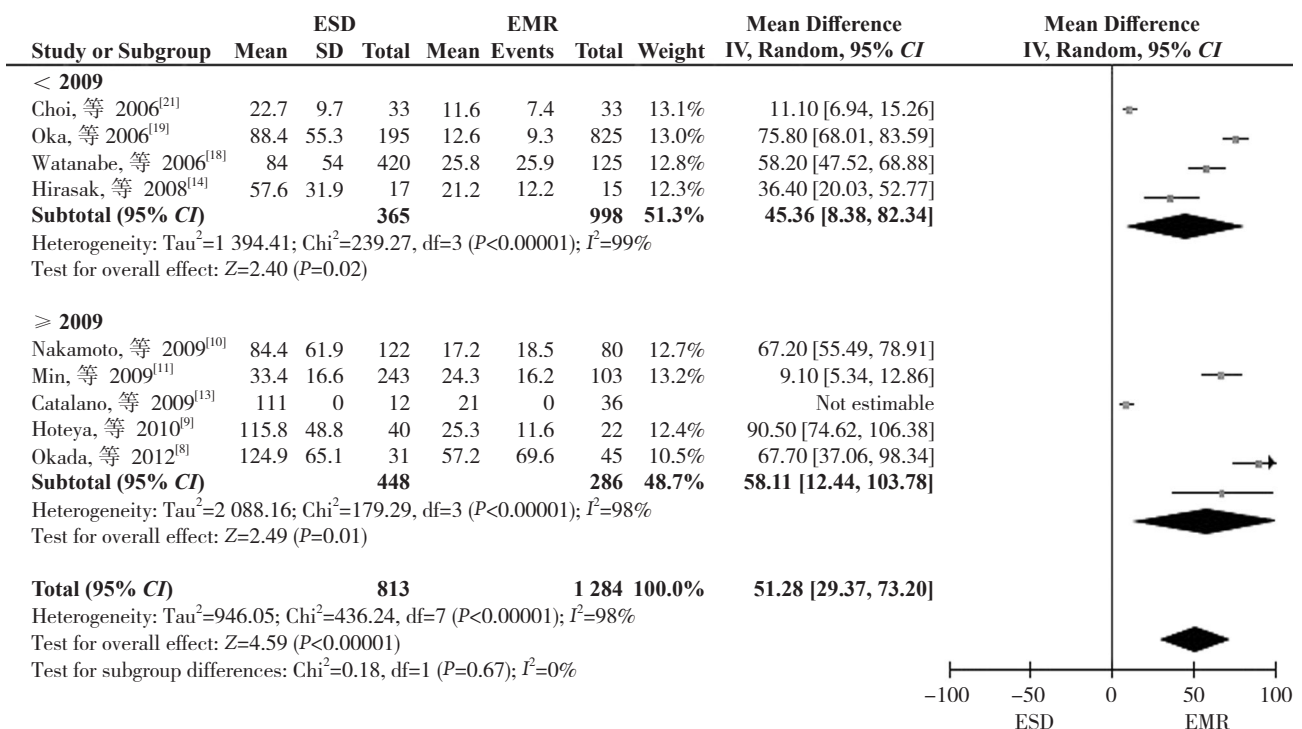 ESD EMR Mean Difference Mean Difference
Study or Subgroup Mean SD Total Mean Events Total Weight IV, Random, 95% CI IV, Random, 95% CI
< 2009
Choi, 等 2006[21] 22.7 9.7 33 11.6 7.4 33 13.1% 11.10 [6.94, 15.26]
Oka, 等 2006[19] 88.4 55.3 195 12.6 9.3 825 13.0% 75.80 [68.01, 83.59]
Watanabe, 等 2006[18] 84 54 420 25.8 25.9 125 12.8% 58.20 [47.52, 68.88]
Hirasak, 等 2008[14] 57.6 31.9 17 21.2 12.2 15 12.3% 36.40 [20.03, 52.77]
Subtotal (95% CI) 365 998 51.3% 45.36 [8.38, 82.34]
Heterogeneity: Tau²=1 394.41; Chi²=239.27, df=3 (P<0.00001); I²=99%
Test for overall effect: Z=2.40 (P=0.02)
⩾ 2009
Nakamoto, 等 2009[10] 84.4 61.9 122 17.2 18.5 80 12.7% 67.20 [55.49, 78.91]
Min, 等 2009[11] 33.4 16.6 243 24.3 16.2 103 13.2% 9.10 [5.34, 12.86]
Catalano, 等 2009[13] 111 0 12 21 0 36 Not estimable
Hoteya, 等 2010[9] 115.8 48.8 40 25.3 11.6 22 12.4% 90.50 [74.62, 106.38]
Okada, 等 2012[8] 124.9 65.1 31 57.2 69.6 45 10.5% 67.70 [37.06, 98.34]
Subtotal (95% CI) 448 286 48.7% 58.11 [12.44, 103.78]
Heterogeneity: Tau²=2 088.16; Chi²=179.29, df=3 (P<0.00001); I²=98%
Test for overall effect: Z=2.49 (P=0.01)
Total (95% CI) 813 1 284 100.0% 51.28 [29.37, 73.20]
Heterogeneity: Tau²=946.05; Chi²=436.24, df=7 (P<0.00001); I²=98%
Test for overall effect: Z=4.59 (P<0.00001)
Test for subgroup differences: Chi²=0.18, df=1 (P=0.67); I²=0%
−100 −50 0 50 100
ESD EMR